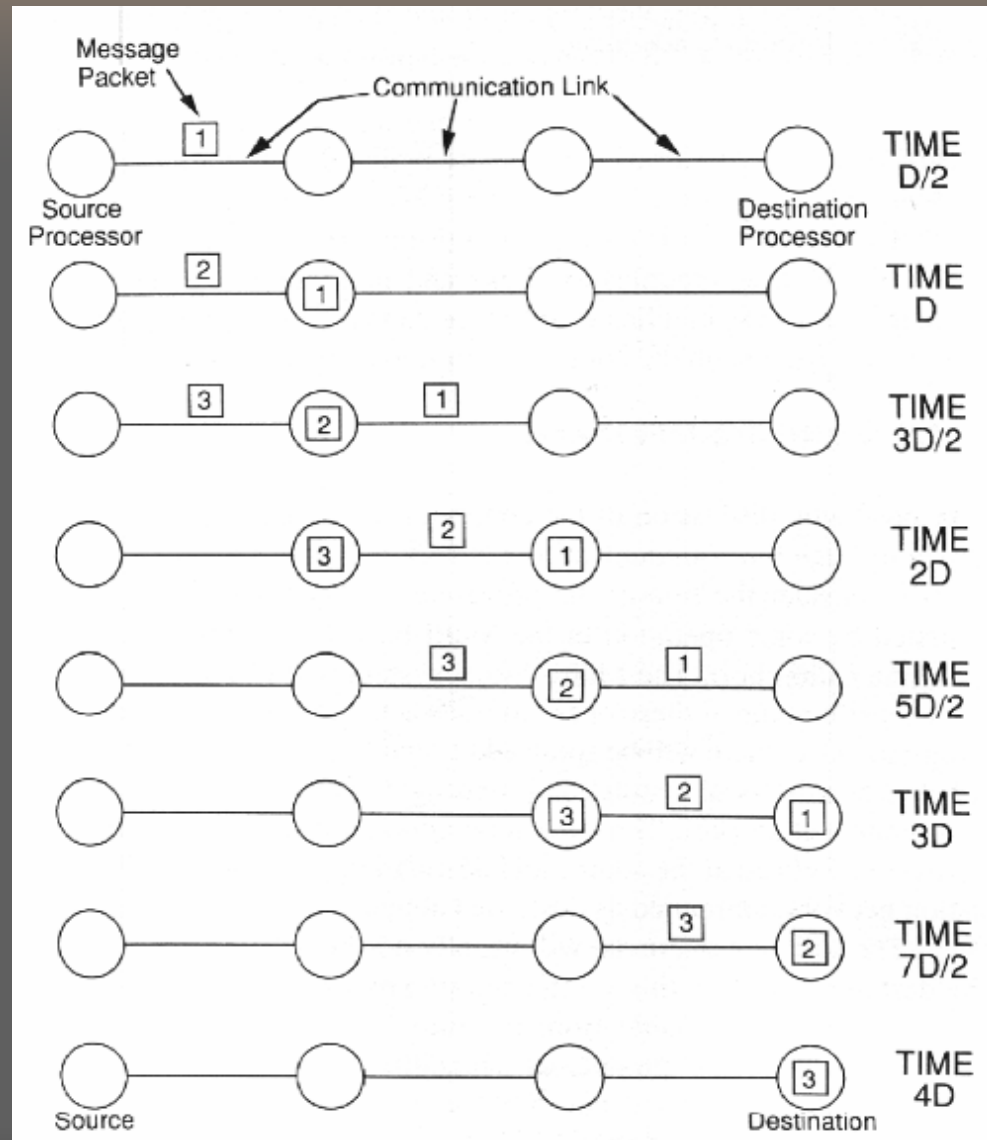 Message
Packet
Communication Link
1
TIME
D/2
Source
Processor
Destination
Processor
2
1
TIME
D
3
2
1
TIME
3D/2
3
2
1
TIME
2D
3
2
1
TIME
5D/2
3
2
1
TIME
3D
3
2
TIME
7D/2
3
TIME
4D
Source
Destination